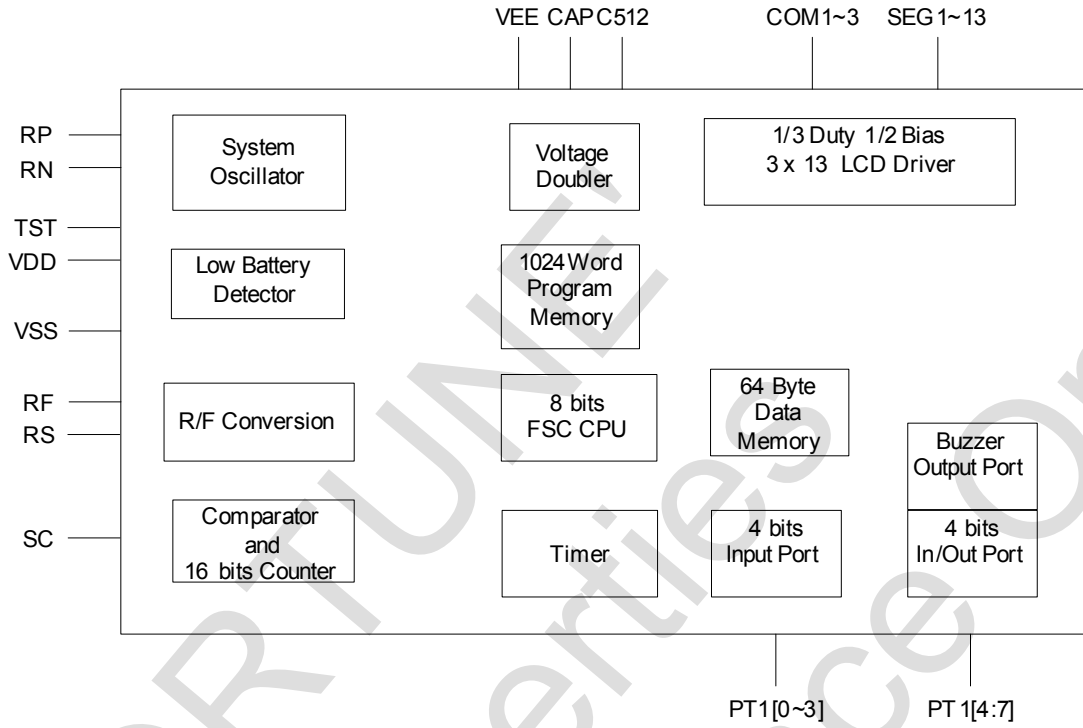 VEE CAP C512 COM1~3 SEG1~13
RP
RN
TST
VDD
VSS
RF
RS
SC
System
Oscillator
Voltage
Doubler
1/3 Duty 1/2 Bias
3 x 13 LCD Driver
Low Battery
Detector
1024 Word
Program
Memory
R/F Conversion
8 bits
FSC CPU
64 Byte
Data
Memory
Buzzer
Output Port
Comparator
and
16 bits Counter
Timer
4 bits
Input Port
4 bits
In/Out Port
PT1[0~3] PT1[4:7]